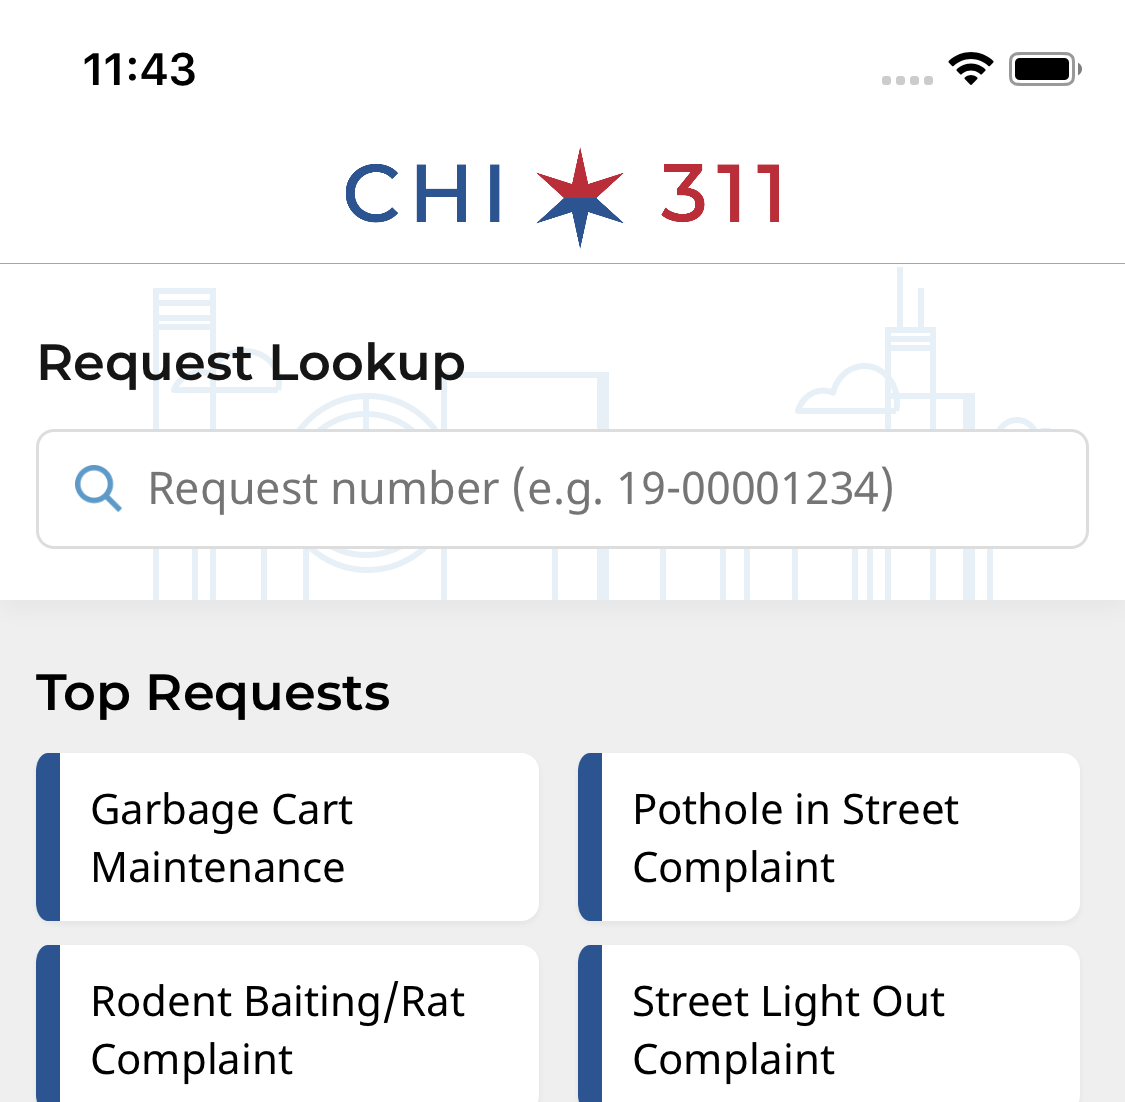 11:43
CHI 311
Request Lookup
Request number (e.g. 19-00001234)
Top Requests
Garbage Cart
Maintenance
Pothole in Street
Complaint
Rodent Baiting/Rat
Complaint
Street Light Out
Complaint